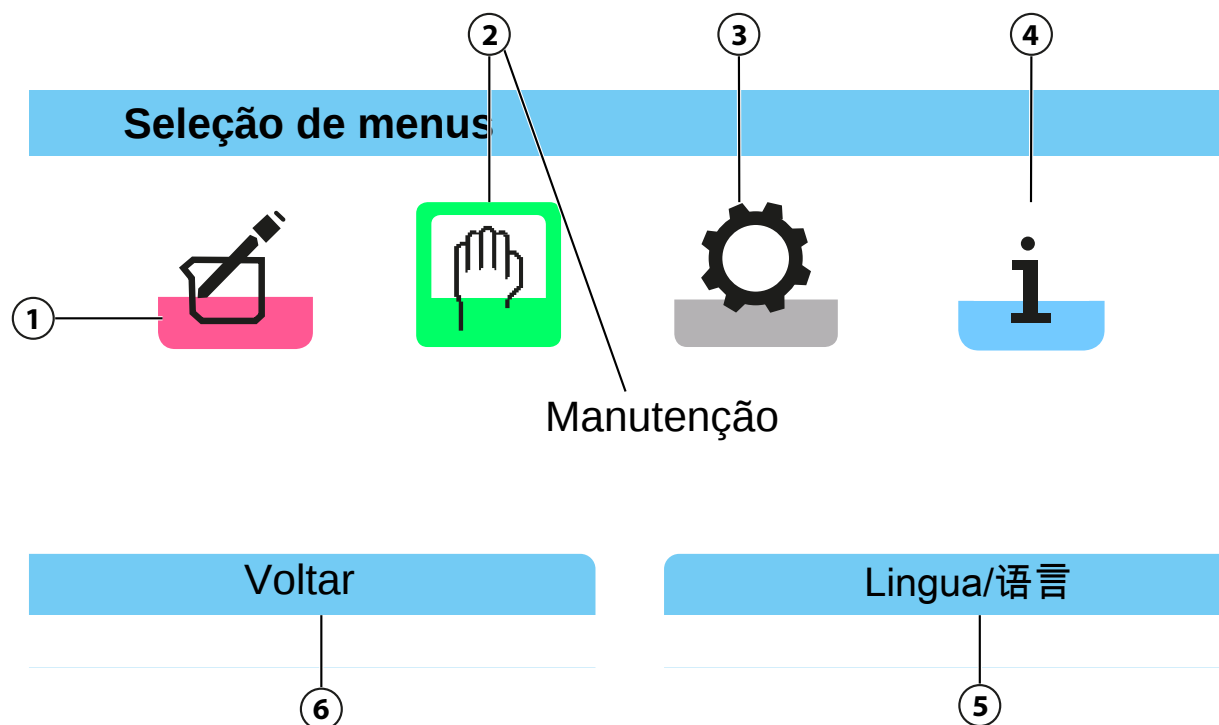 2 3 4
Seleção de menus
1
Manutenção
Voltar Lingua/语言
6 5